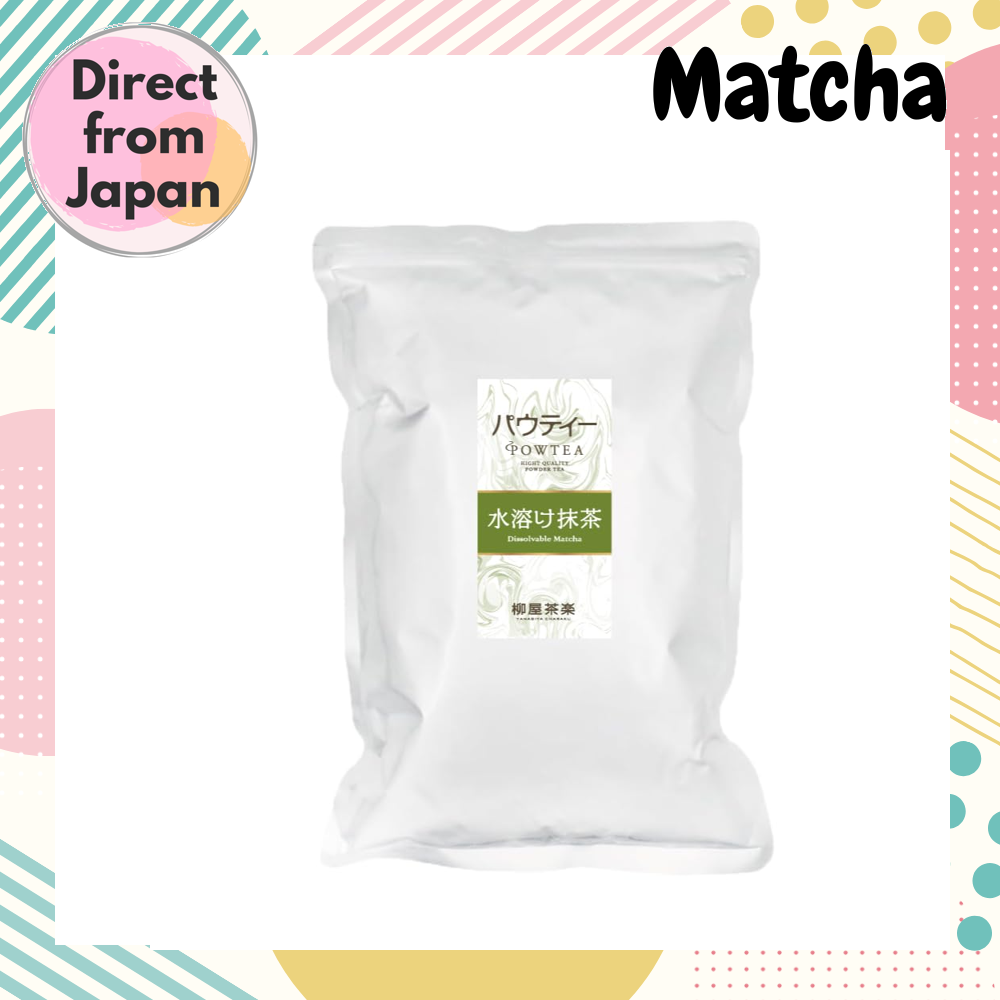 Direct
from
Japan
Matcha
パウティー
POWTEA
HIGHT QUALITY
POWDER TEA
水溶け抹茶
Dissolvable Matcha
柳屋茶楽